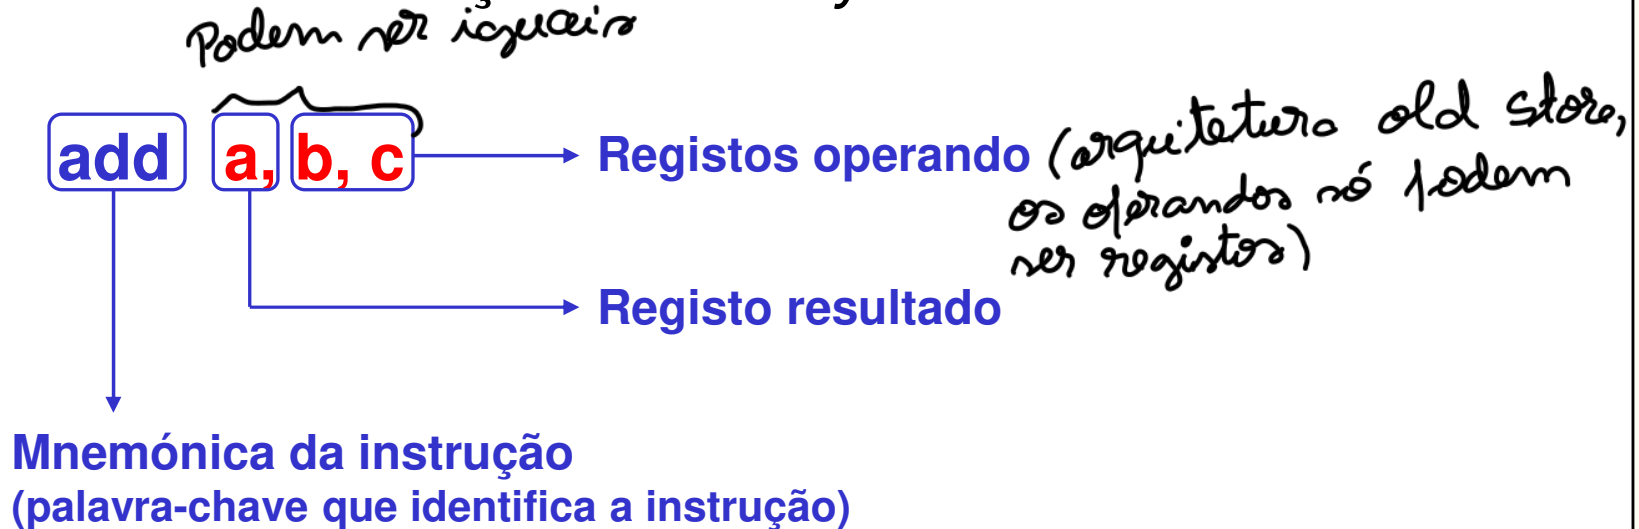 Podem ser iguais
add a, b, c
Registos operando (arquitetura old store,
os operandos só podem
ser registos)
Registo resultado
Mnemónica da instrução
(palavra-chave que identifica a instrução)